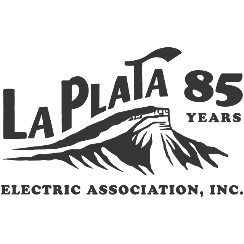 LA PLATA 85
YEARS
ELECTRIC ASSOCIATION, INC.